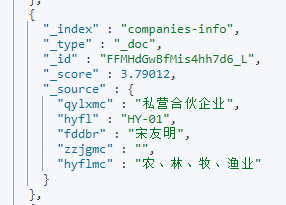 },
{
"_index" : "companies-info",
"_type" : "_doc",
"_id" : "FFMHdGwBfMis4hh7d6_L",
"_score" : 3.79012,
"_source" : {
"qylxmc" : "私营合伙企业",
"hyfl" : "HY-01",
"fddbr" : "宋友明",
"zzjgmc" : "",
"hyflmc" : "农、林、牧、渔业"
}
},